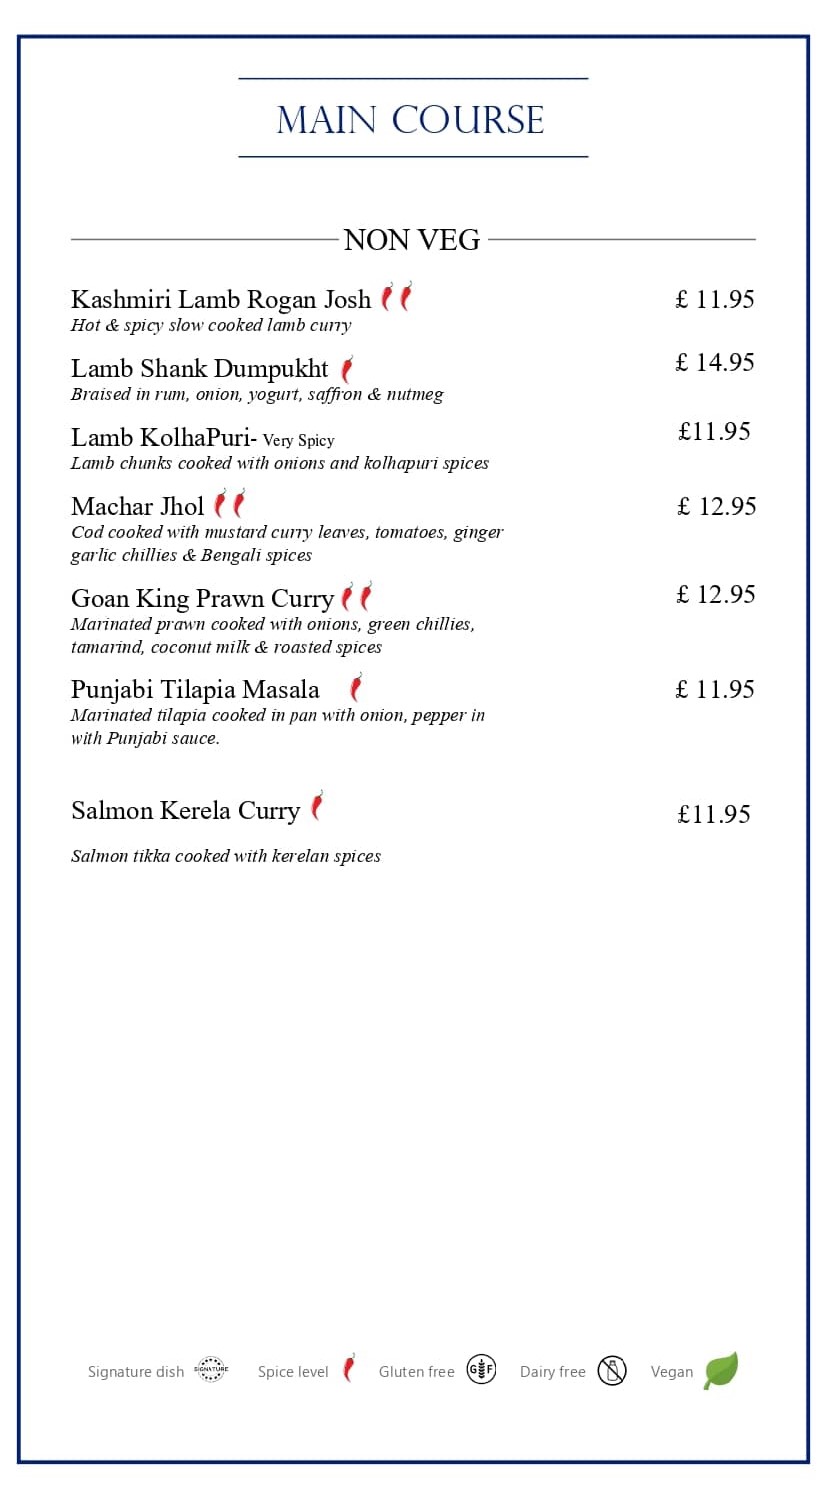 MAIN COURSE
NON VEG
Kashmiri Lamb Rogan Josh £ 11.95
Hot & spicy slow cooked lamb curry
Lamb Shank Dumpukht £ 14.95
Braised in rum, onion, yogurt, saffron & nutmeg
Lamb KolhaPuri- Very Spicy £11.95
Lamb chunks cooked with onions and kolhapuri spices
Machar Jhol £ 12.95
Cod cooked with mustard curry leaves, tomatoes, ginger
garlic chillies & Bengali spices
Goan King Prawn Curry £ 12.95
Marinated prawn cooked with onions, green chillies,
tamarind, coconut milk & roasted spices
Punjabi Tilapia Masala £ 11.95
Marinated tilapia cooked in pan with onion, pepper in
with Punjabi sauce.
Salmon Kerela Curry £11.95
Salmon tikka cooked with kerelan spices
Signature dish SIGNATURE Spice level Gluten free GF Dairy free Vegan